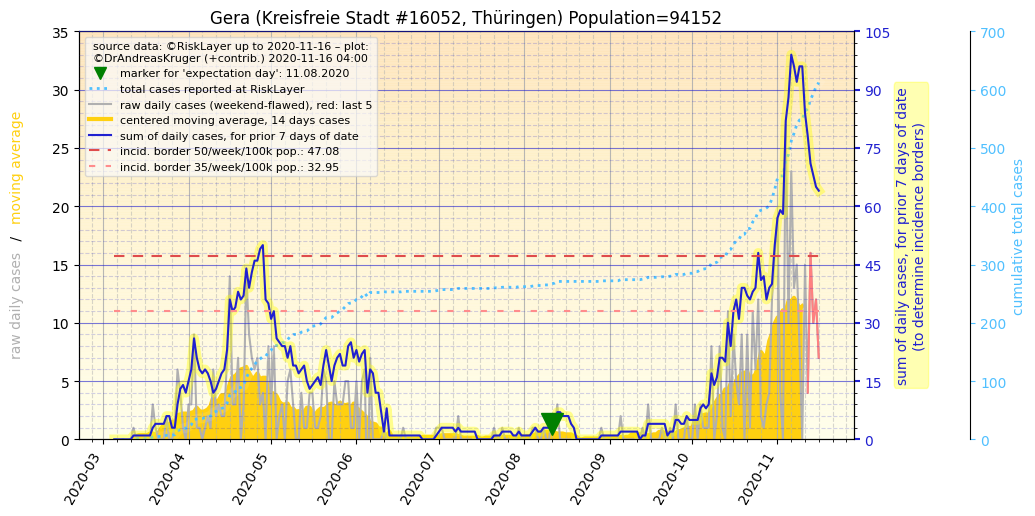 Gera (Kreisfreie Stadt #16052, Thüringen) Population=94152
source data: ©RiskLayer up to 2020-11-16 – plot:
©DrAndreasKruger (+contrib.) 2020-11-16 04:00
marker for 'expectation day': 11.08.2020
total cases reported at RiskLayer
raw daily cases (weekend-flawed), red: last 5
centered moving average, 14 days cases
sum of daily cases, for prior 7 days of date
incid. border 50/week/100k pop.: 47.08
incid. border 35/week/100k pop.: 32.95
raw daily cases / moving average
35
30
25
20
15
10
5
0
2020-03
2020-04
2020-05
2020-06
2020-07
2020-08
2020-09
2020-10
2020-11
105
90
75
60
45
30
15
0
sum of daily cases, for prior 7 days of date
(to determine incidence borders)
700
600
500
400
300
200
100
0
cumulative total cases